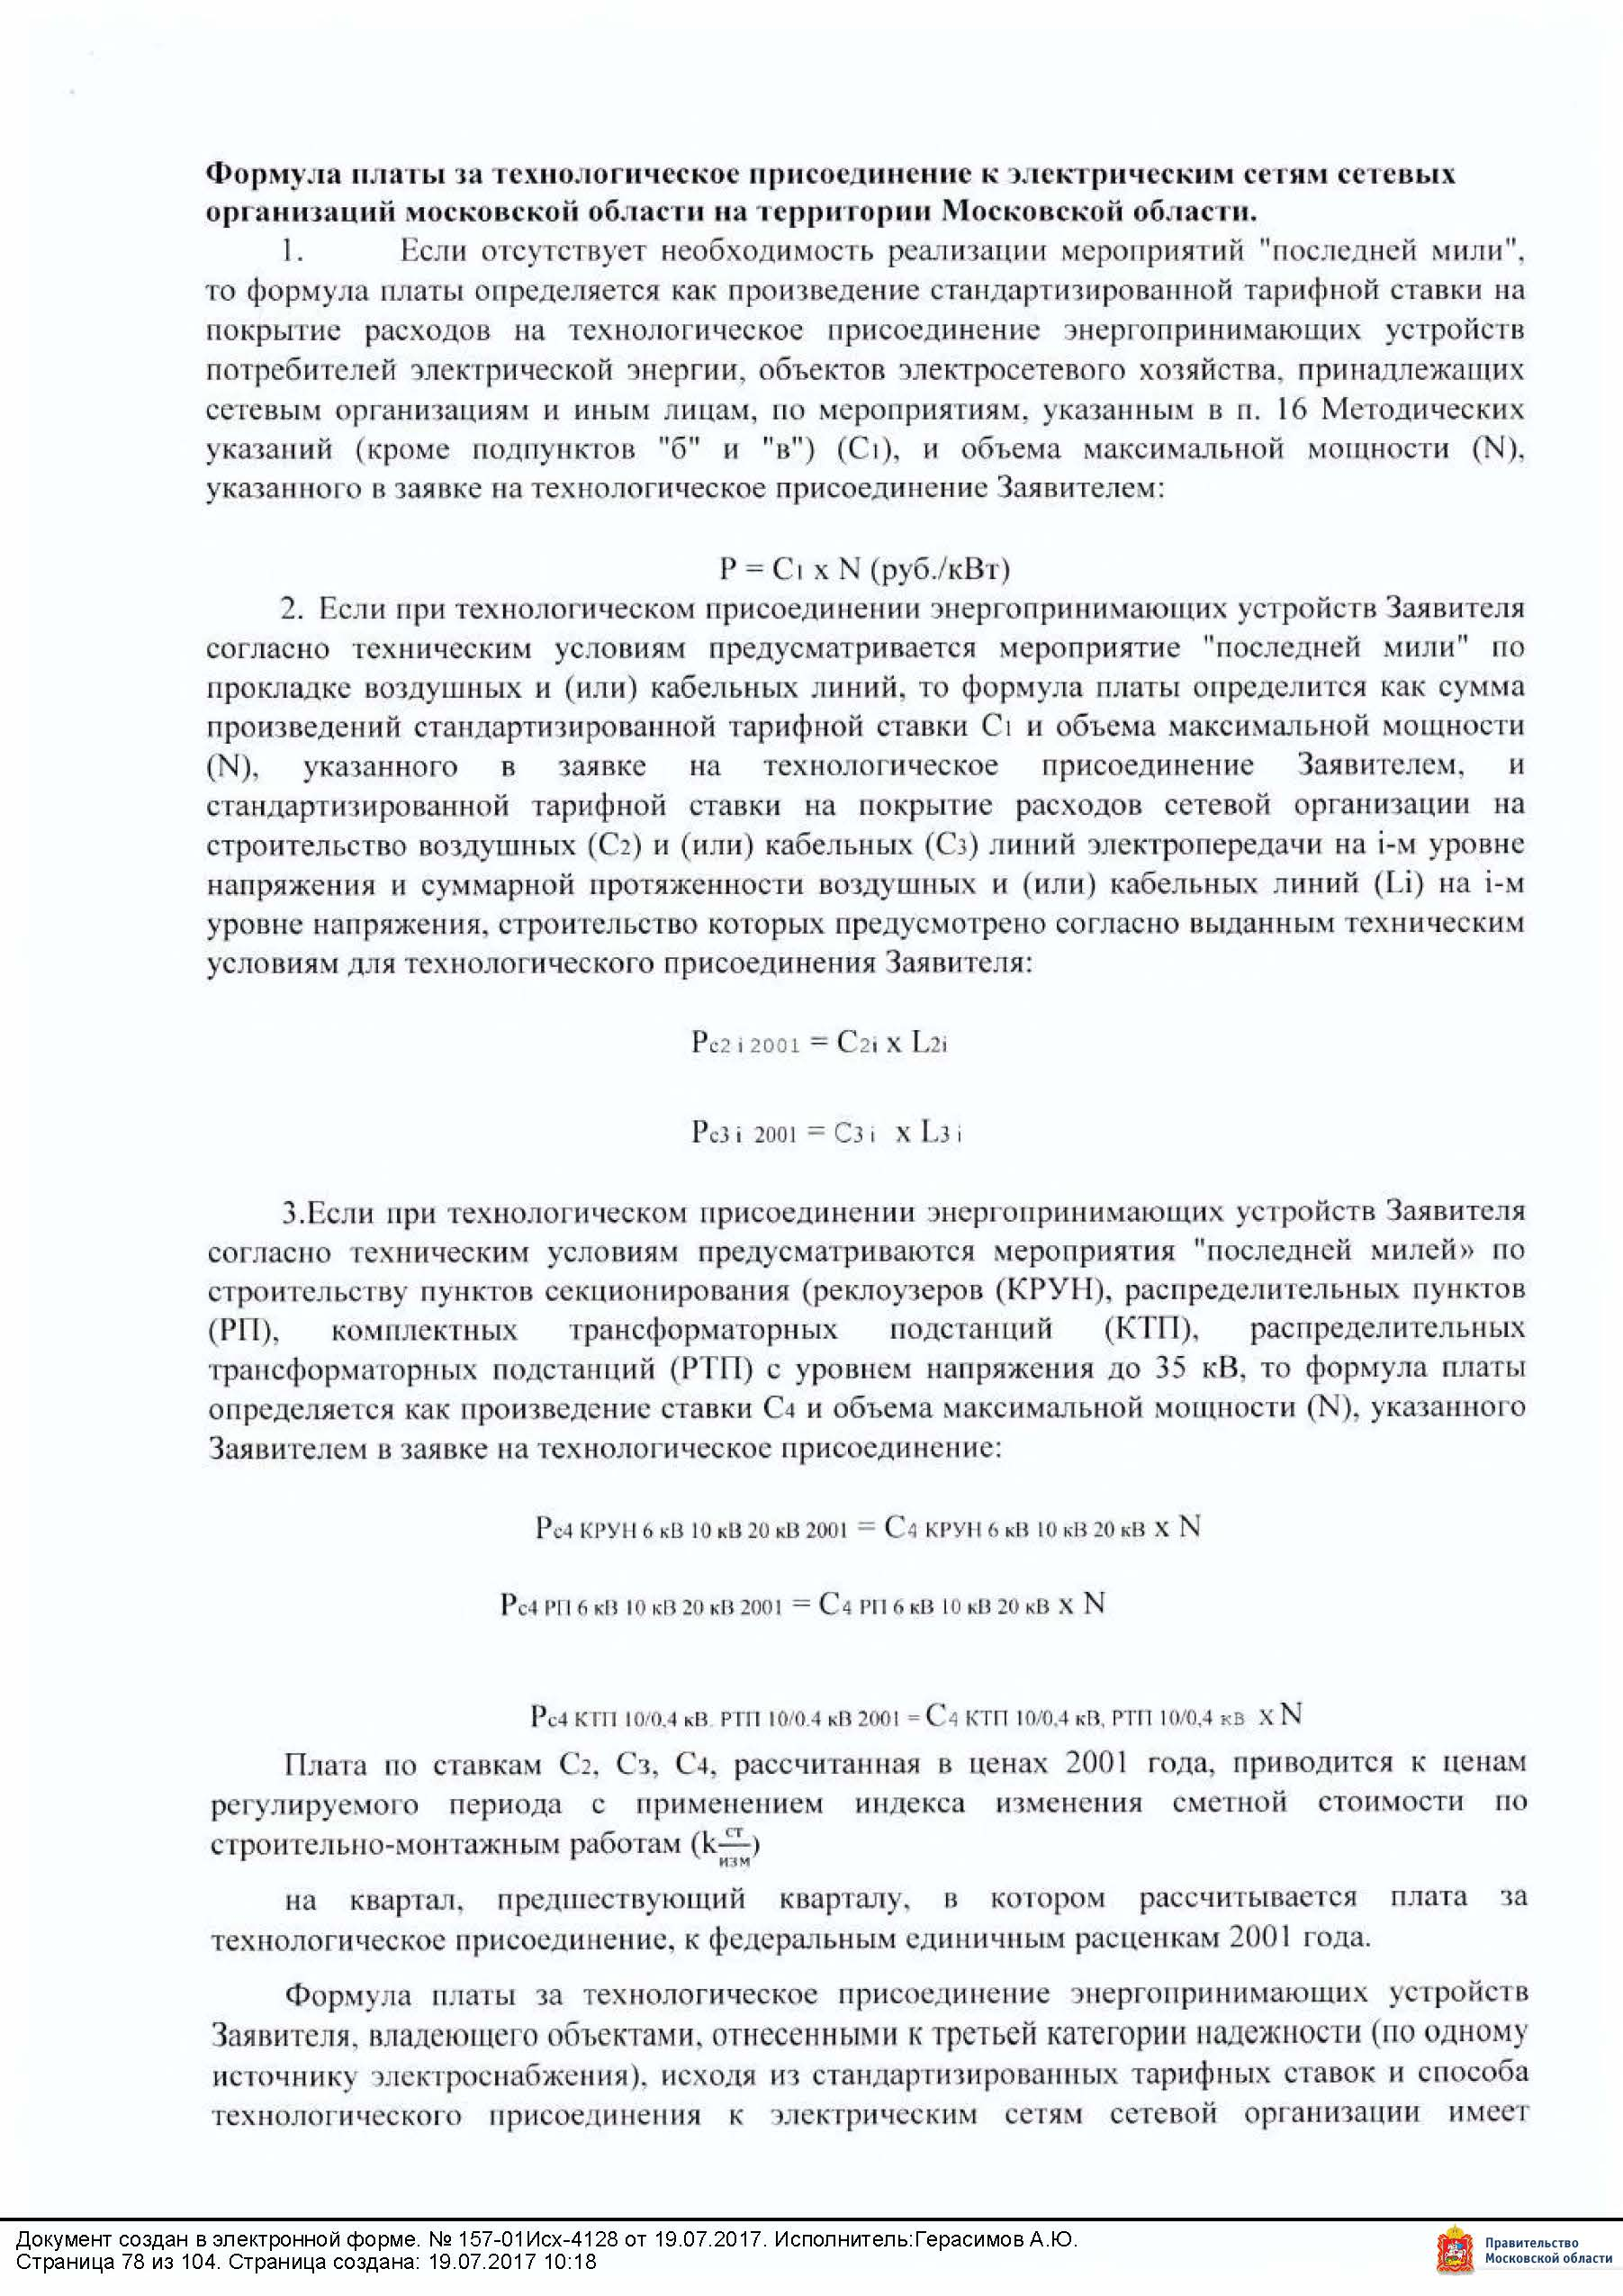 Формула платы за технологическое присоединение к электрическим сетям сетевых
организаций московской области на территории Московской области.
1. Если отсутствует необходимость реализации мероприятий "последней мили",
то формула платы определяется как произведение стандартизированной тарифной ставки на
покрытие расходов на технологическое присоединение энергопринимающих устройств
потребителей электрической энергии, объектов электросетевого хозяйства, принадлежащих
сетевым организациям и иным лицам, по мероприятиям, указанным в п. 16 Методических
указаний (кроме подпунктов "б" и "в") (С1), и объема максимальной мощности (N),
указанного в заявке на технологическое присоединение Заявителем:
P = C1 x N (руб./кВт)
2. Если при технологическом присоединении энергопринимающих устройств Заявителя
согласно техническим условиям предусматривается мероприятие "последней мили" по
прокладке воздушных и (или) кабельных линий, то формула платы определится как сумма
произведений стандартизированной тарифной ставки С1 и объема максимальной мощности
(N), указанного в заявке на технологическое присоединение Заявителем, и
стандартизированной тарифной ставки на покрытие расходов сетевой организации на
строительство воздушных (С2) и (или) кабельных (С3) линий электропередачи на i-м уровне
напряжения и суммарной протяженности воздушных и (или) кабельных линий (Li) на i-м
уровне напряжения, строительство которых предусмотрено согласно выданным техническим
условиям для технологического присоединения Заявителя:
Pс2 i 2001 = C2i x L2i
Pс3 i 2001 = C3 i x L3 i
3.Если при технологическом присоединении энергопринимающих устройств Заявителя
согласно техническим условиям предусматриваются мероприятия "последней милей» по
строительству пунктов секционирования (реклоузеров (КРУН), распределительных пунктов
(РП), комплектных трансформаторных подстанций (КТП), распределительных
трансформаторных подстанций (РТП) с уровнем напряжения до 35 кВ, то формула платы
определяется как произведение ставки С4 и объема максимальной мощности (N), указанного
Заявителем в заявке на технологическое присоединение:
Pс4 КРУН 6 кВ 10 кВ 20 кВ 2001 = C4 КРУН 6 кВ 10 кВ 20 кВ x N
Pс4 РП 6 кВ 10 кВ 20 кВ 2001 = C4 РП 6 кВ 10 кВ 20 кВ x N
Pс4 КТП 10/0,4 кВ. РТП 10/0.4 кВ 2001 = C4 КТП 10/0,4 кВ, РТП 10/0,4 кВ x N
Плата по ставкам С2, С3, С4, рассчитанная в ценах 2001 года, приводится к ценам
регулируемого периода с применением индекса изменения сметной стоимости по
строительно-монтажным работам (k ст/изм)
на квартал, предшествующий кварталу, в котором рассчитывается плата за
технологическое присоединение, к федеральным единичным расценкам 2001 года.
Формула платы за технологическое присоединение энергопринимающих устройств
Заявителя, владеющего объектами, отнесенными к третьей категории надежности (по одному
источнику электроснабжения), исходя из стандартизированных тарифных ставок и способа
технологического присоединения к электрическим сетям сетевой организации имеет
Документ создан в электронной форме. № 157-01Исх-4128 от 19.07.2017. Исполнитель:Герасимов А.Ю.
Страница 78 из 104. Страница создана: 19.07.2017 10:18
Правительство
Московской области